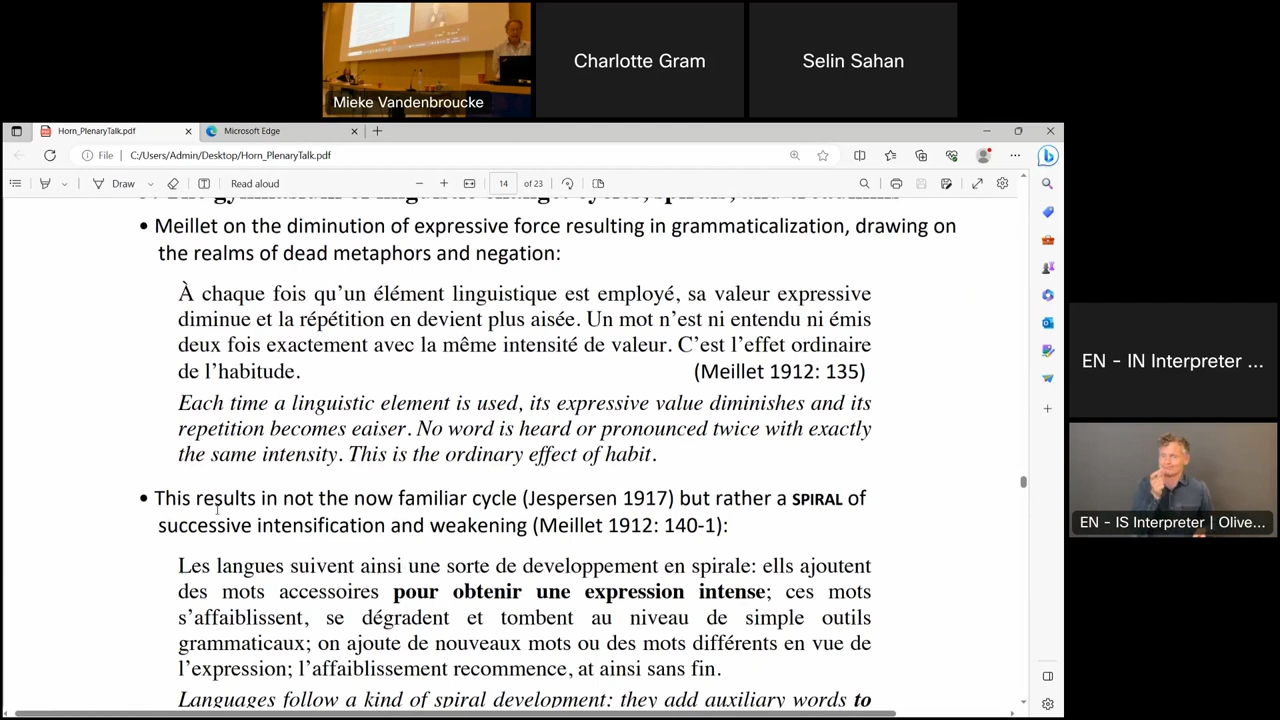 Charlotte Gram
Selin Sahan
Mieke Vandenbroucke
Horn_PlenaryTalk.pdf
Microsoft Edge
File
C:/Users/Admin/Desktop/Horn_PlenaryTalk.pdf
Draw
Read aloud
14
of 23
• Meillet on the diminution of expressive force resulting in grammaticalization, drawing on
the realms of dead metaphors and negation:
À chaque fois qu’un élément linguistique est employé, sa valeur expressive
diminue et la répétition en devient plus aisée. Un mot n’est ni entendu ni émis
deux fois exactement avec la même intensité de valeur. C’est l’effet ordinaire
de l’habitude. (Meillet 1912: 135)
Each time a linguistic element is used, its expressive value diminishes and its
repetition becomes eaiser. No word is heard or pronounced twice with exactly
the same intensity. This is the ordinary effect of habit.
• This results in not the now familiar cycle (Jespersen 1917) but rather a SPIRAL of
successive intensification and weakening (Meillet 1912: 140-1):
Les langues suivent ainsi une sorte de developpement en spirale: ells ajoutent
des mots accessoires pour obtenir une expression intense; ces mots
s’affaiblissent, se dégradent et tombent au niveau de simple outils
grammaticaux; on ajoute de nouveaux mots ou des mots différents en vue de
l’expression; l’affaiblissement recommence, at ainsi sans fin.
Languages follow a kind of spiral development: they add auxiliary words to
EN - IN Interpreter ...
EN - IS Interpreter | Olive...